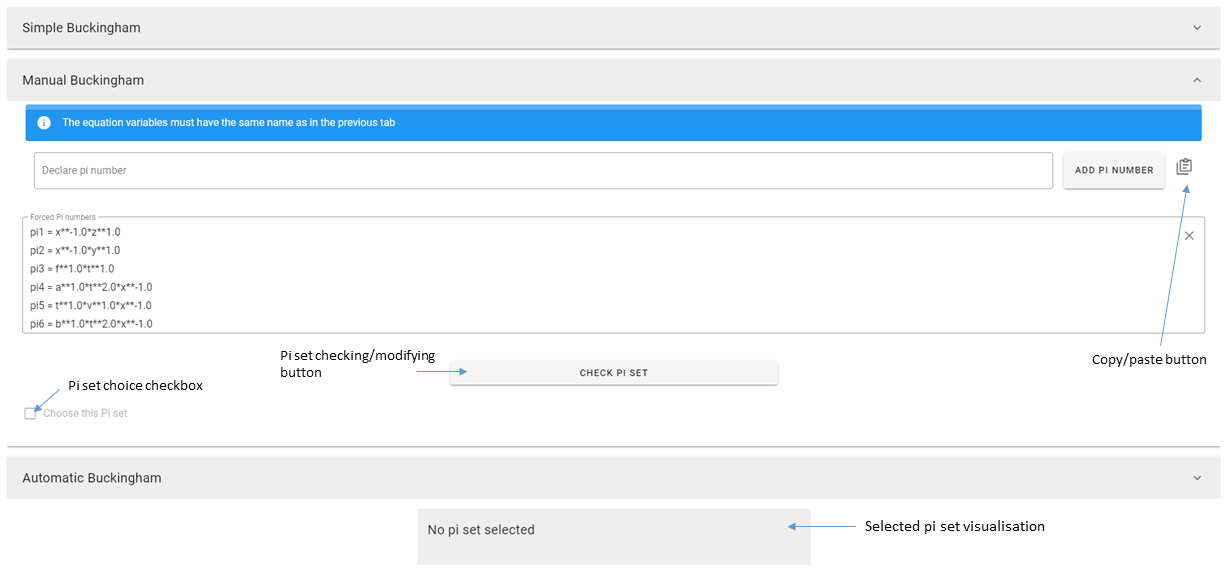 Simple Buckingham
Manual Buckingham
The equation variables must have the same name as in the previous tab
Declare pi number
ADD PI NUMBER
Forced Pi numbers
pi1 = x**-1.0*z**1.0
pi2 = x**-1.0*y**1.0
pi3 = f**1.0*t**1.0
pi4 = a**1.0*t**2.0*x**-1.0
pi5 = t**1.0*v**1.0*x**-1.0
pi6 = b**1.0*t**2.0*x**-1.0
Pi set checking/modifying
button
CHECK PI SET
Copy/paste button
Pi set choice checkbox
Choose this Pi set
Automatic Buckingham
No pi set selected
Selected pi set visualisation